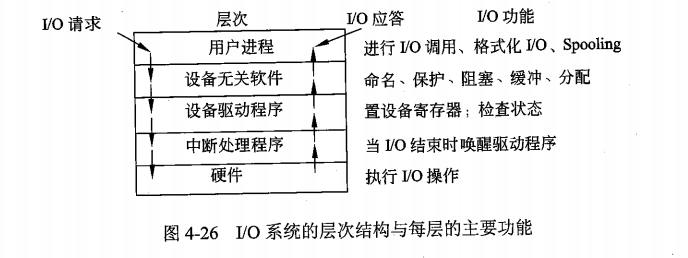 I/O 请求 层次 I/O 应答 I/O 功能
用户进程 进行 I/O 调用、格式化 I/O、Spooling
设备无关软件 命名、保护、阻塞、缓冲、分配
设备驱动程序 置设备寄存器；检查状态
中断处理程序 当 I/O 结束时唤醒驱动程序
硬件 执行 I/O 操作
图 4-26 I/O 系统的层次结构与每层的主要功能